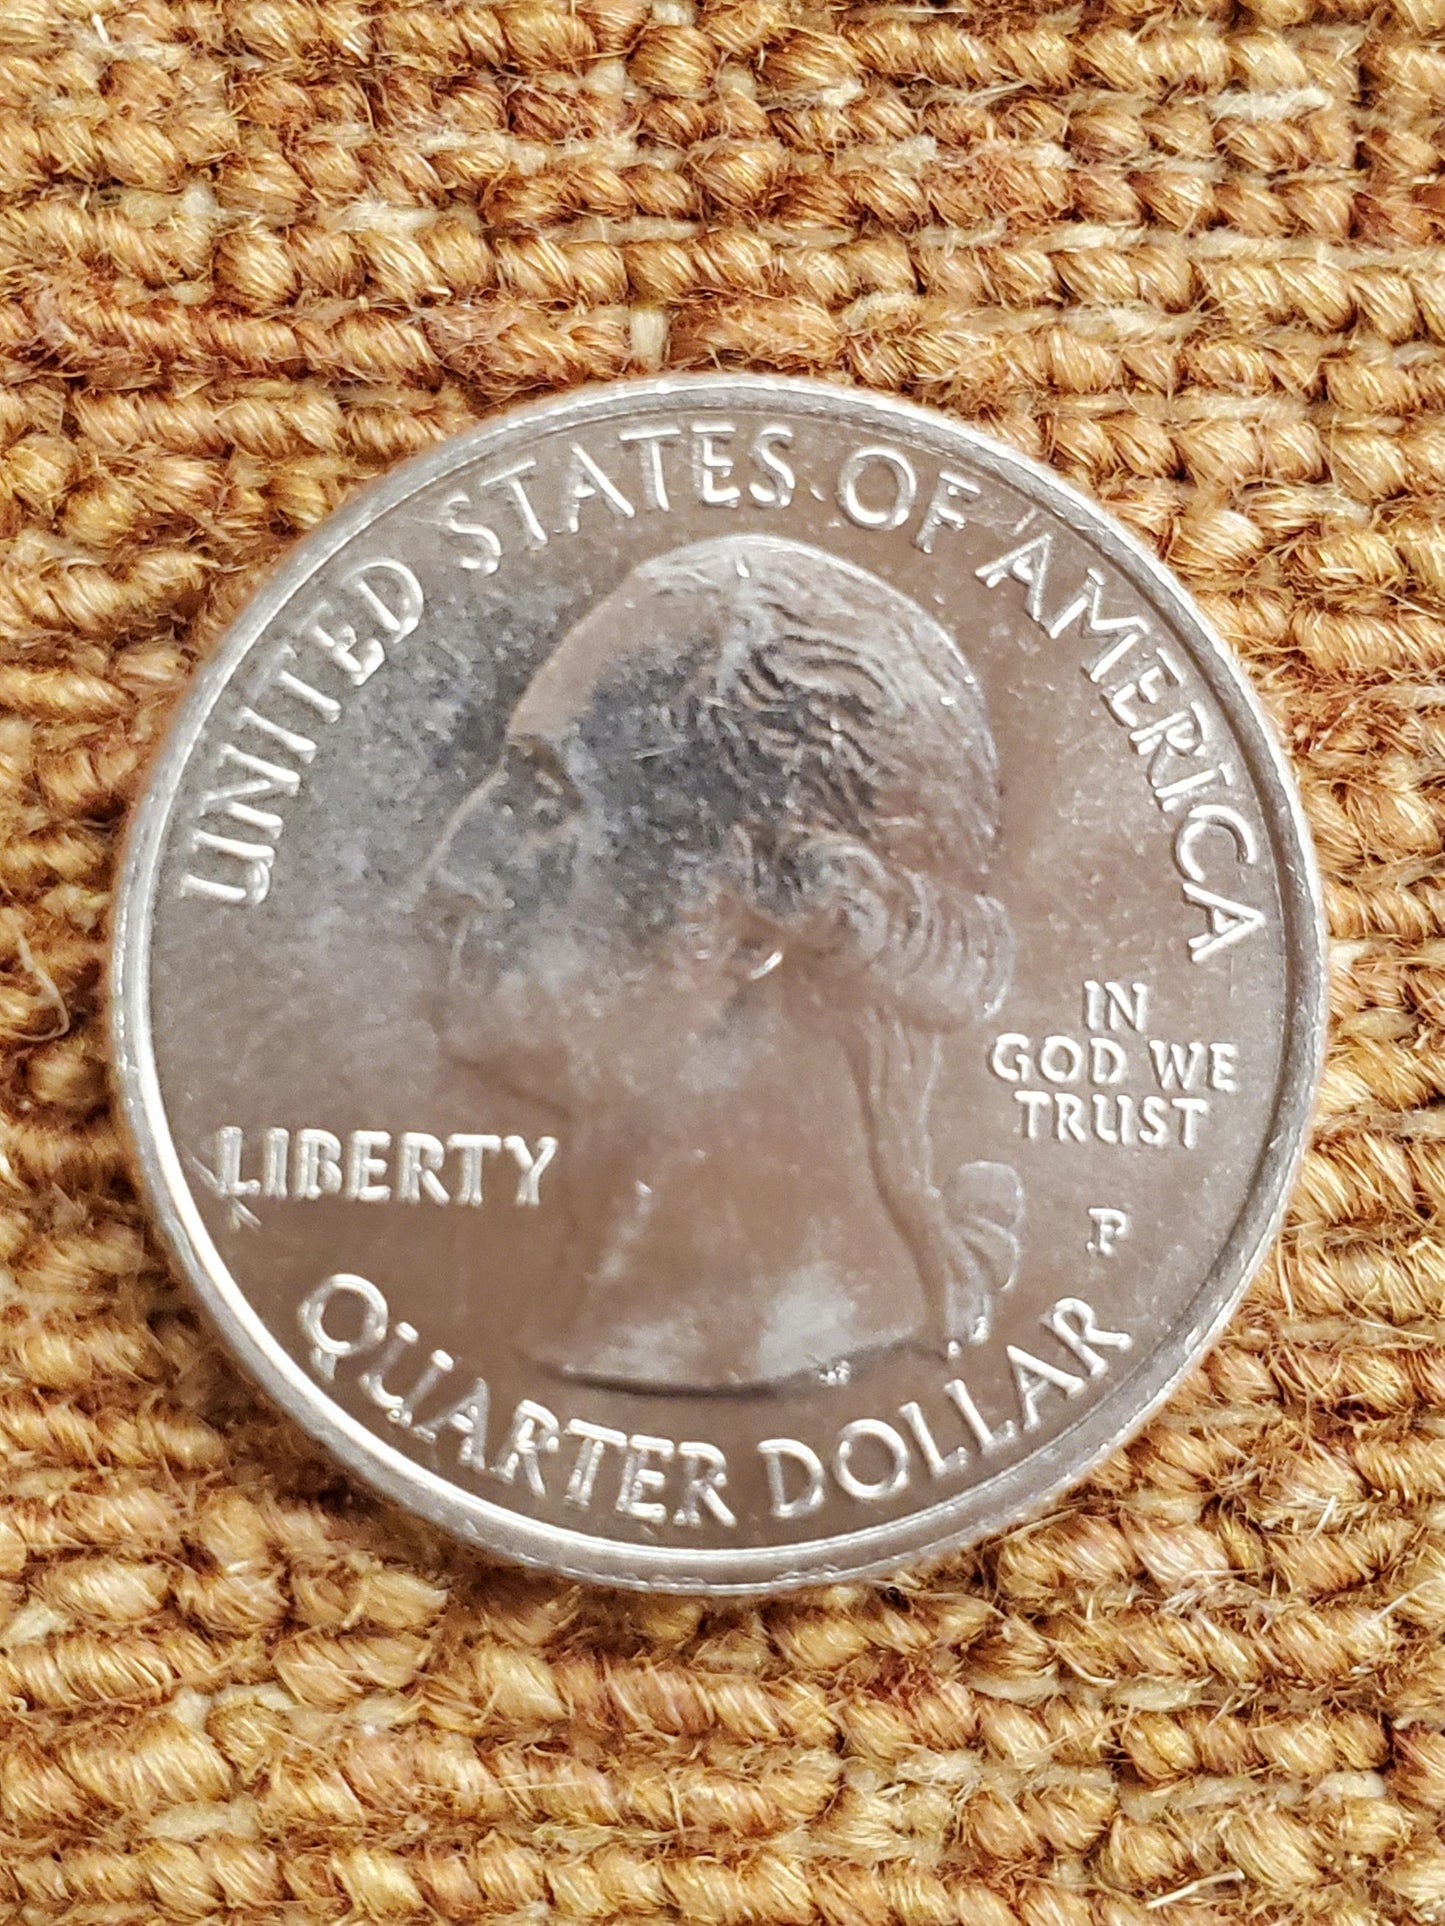 UNITED STATES OF AMERICA
LIBERTY
IN
GOD WE
TRUST
P
QUARTER DOLLAR